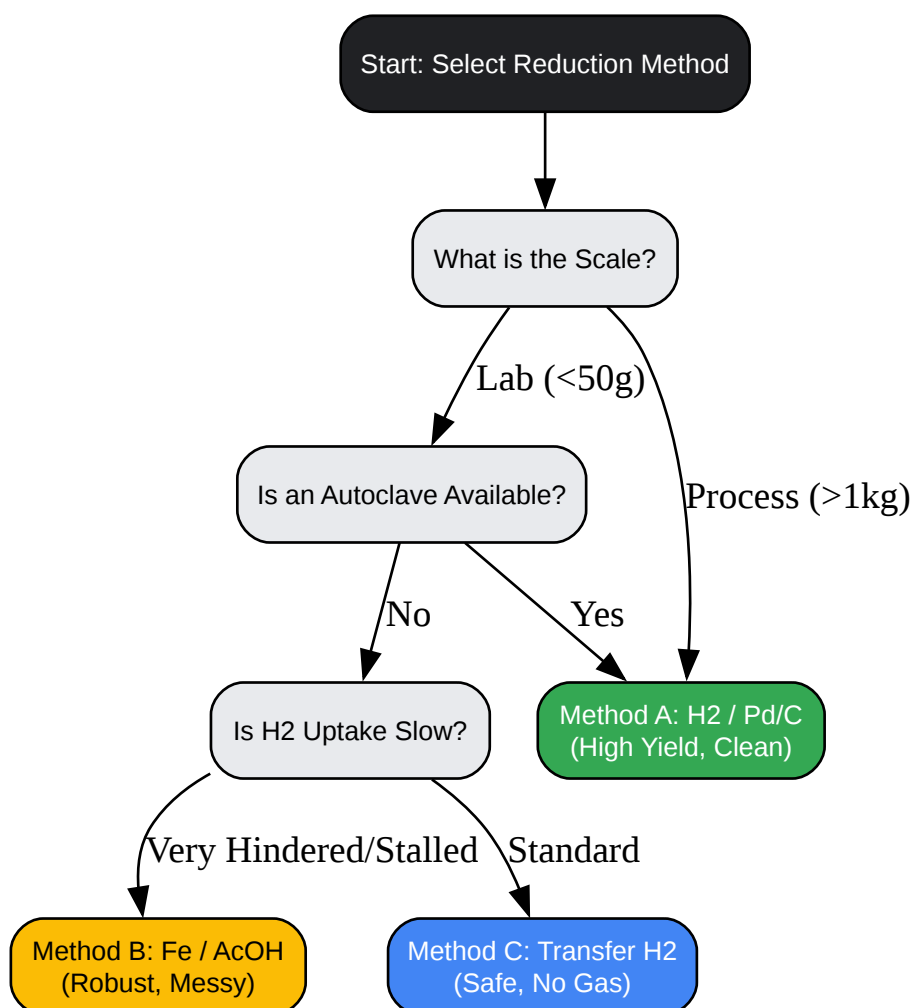 Start: Select Reduction Method
What is the Scale?
Lab (<50g)
Is an Autoclave Available?
Process (>1kg)
No
Yes
Is H2 Uptake Slow?
Method A: H2 / Pd/C
(High Yield, Clean)
Very Hindered/Stalled
Standard
Method B: Fe / AcOH
(Robust, Messy)
Method C: Transfer H2
(Safe, No Gas)